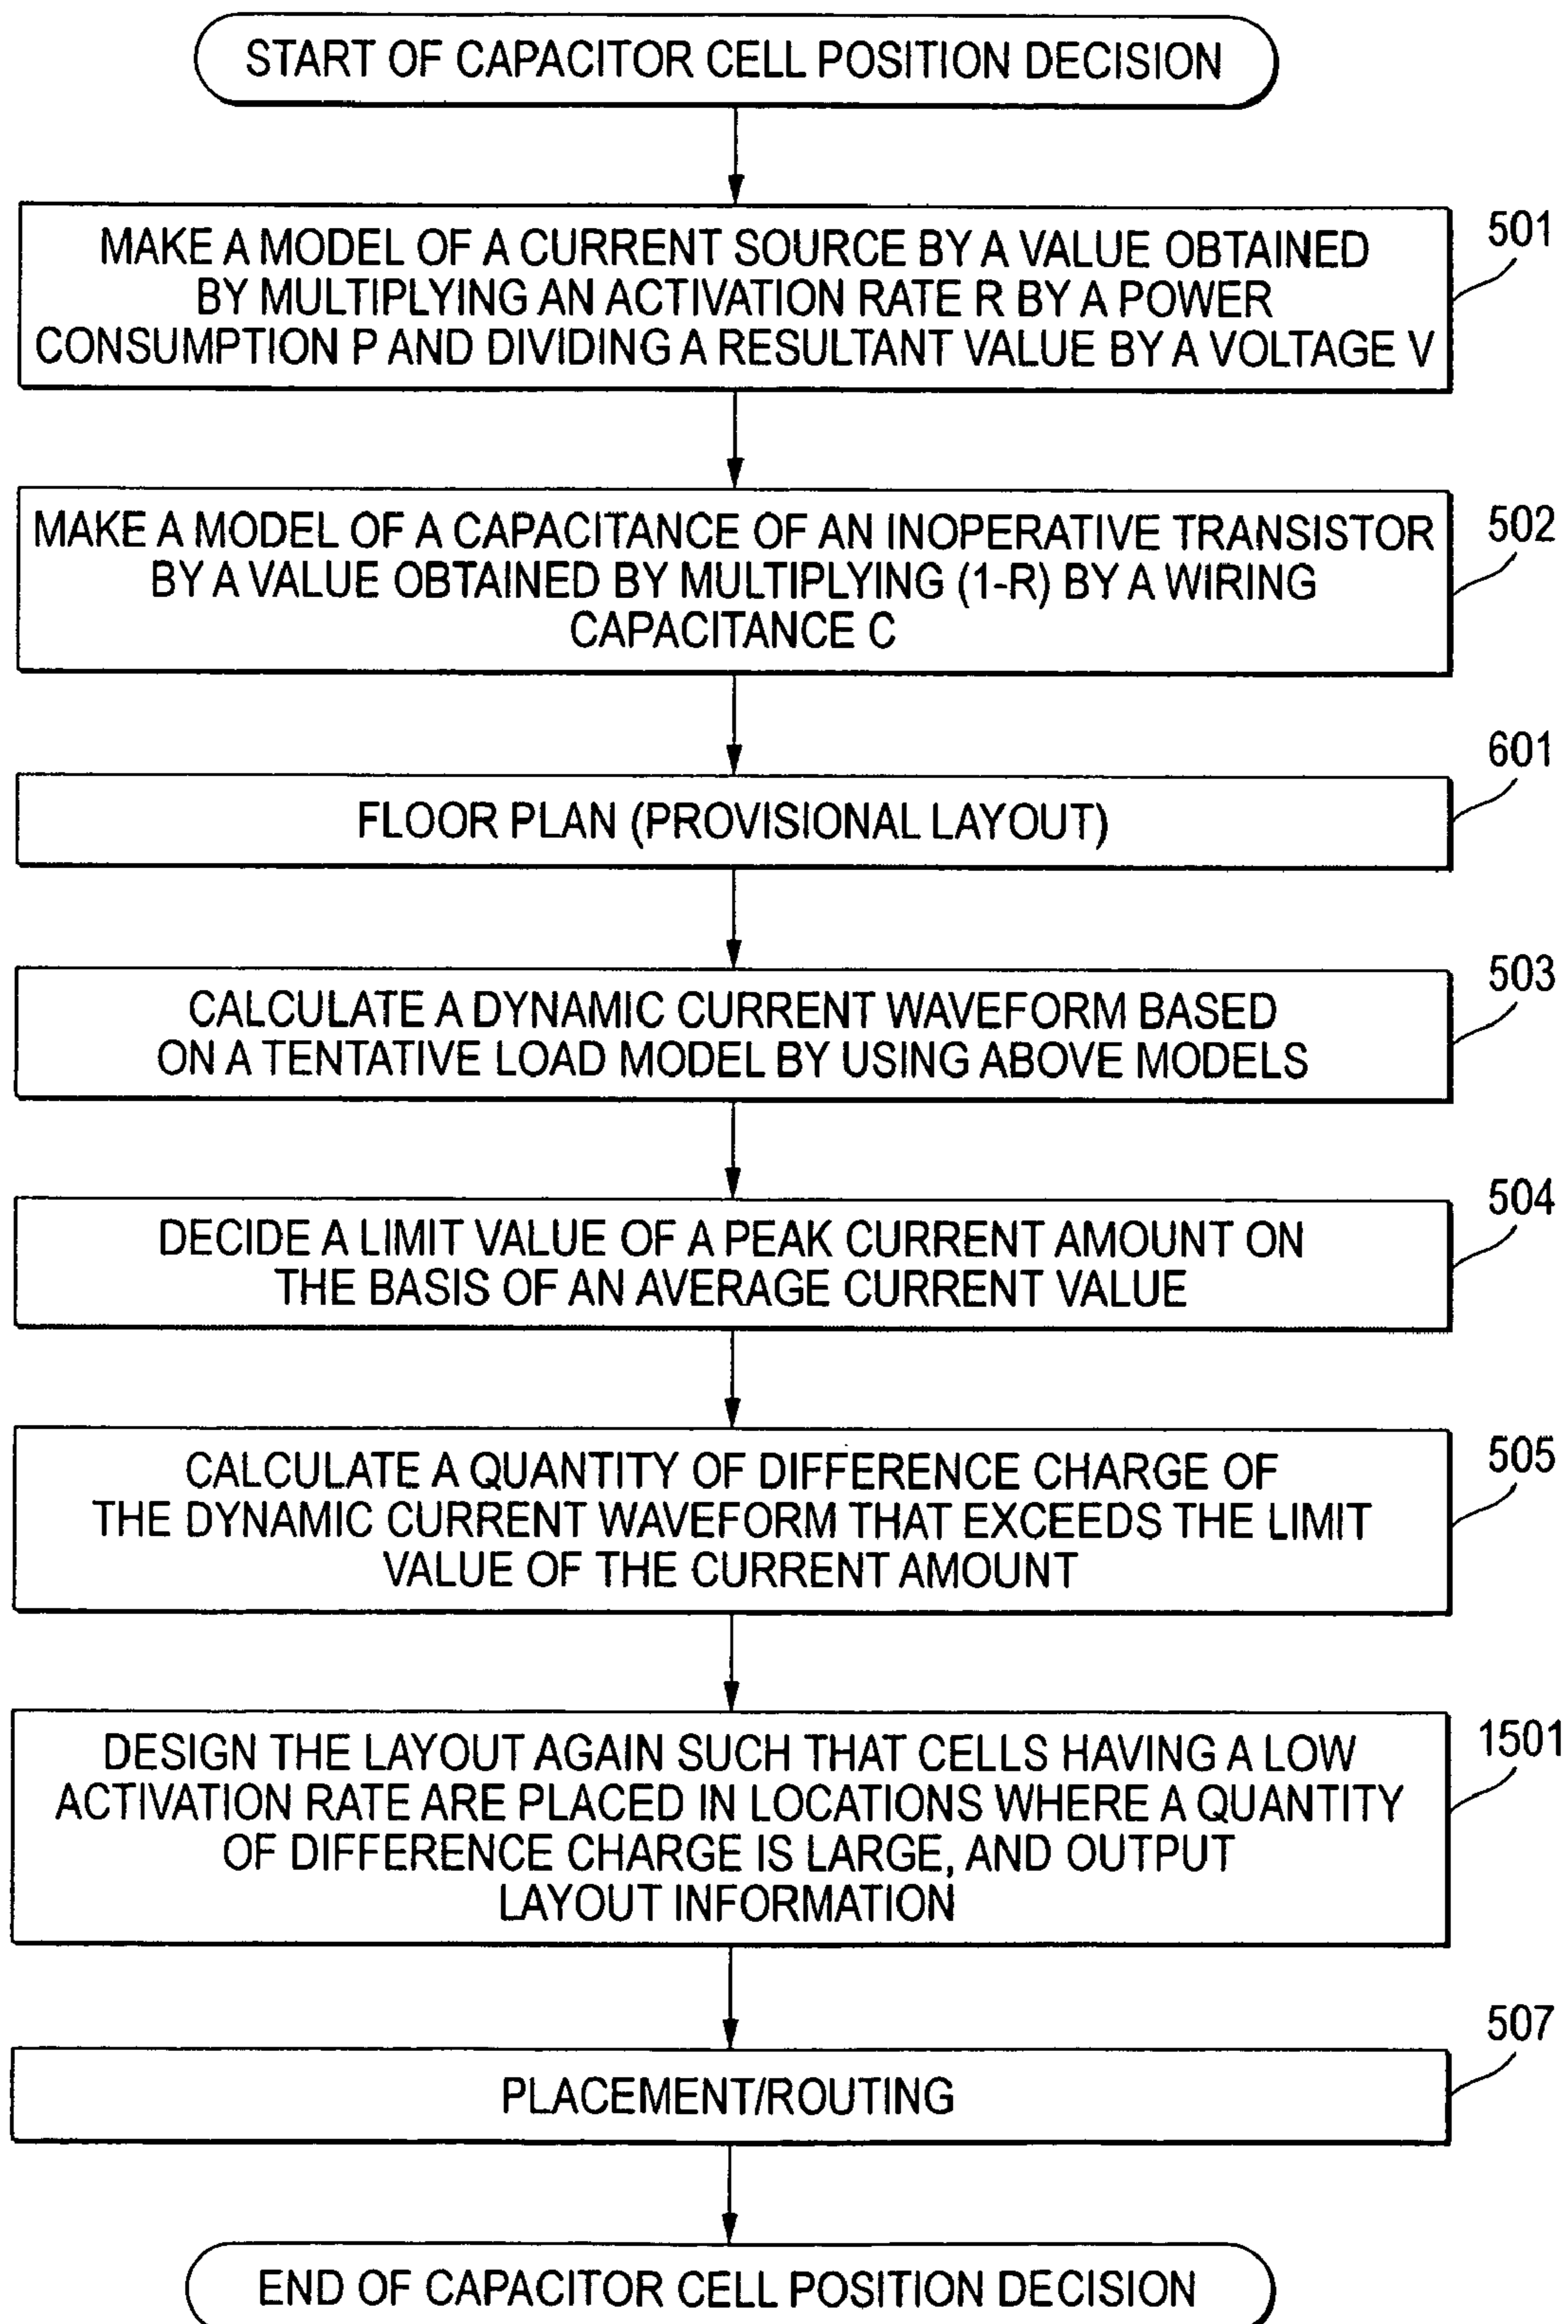 START OF CAPACITOR CELL POSITION DECISION
501
MAKE A MODEL OF A CURRENT SOURCE BY A VALUE OBTAINED
BY MULTIPLYING AN ACTIVATION RATE R BY A POWER
CONSUMPTION P AND DIVIDING A RESULTANT VALUE BY A VOLTAGE V
502
MAKE A MODEL OF A CAPACITANCE OF AN INOPERATIVE TRANSISTOR
BY A VALUE OBTAINED BY MULTIPLYING (1-R) BY A WIRING
CAPACITANCE C
601
FLOOR PLAN (PROVISIONAL LAYOUT)
503
CALCULATE A DYNAMIC CURRENT WAVEFORM BASED
ON A TENTATIVE LOAD MODEL BY USING ABOVE MODELS
504
DECIDE A LIMIT VALUE OF A PEAK CURRENT AMOUNT ON
THE BASIS OF AN AVERAGE CURRENT VALUE
505
CALCULATE A QUANTITY OF DIFFERENCE CHARGE OF
THE DYNAMIC CURRENT WAVEFORM THAT EXCEEDS THE LIMIT
VALUE OF THE CURRENT AMOUNT
1501
DESIGN THE LAYOUT AGAIN SUCH THAT CELLS HAVING A LOW
ACTIVATION RATE ARE PLACED IN LOCATIONS WHERE A QUANTITY
OF DIFFERENCE CHARGE IS LARGE, AND OUTPUT
LAYOUT INFORMATION
507
PLACEMENT/ROUTING
END OF CAPACITOR CELL POSITION DECISION